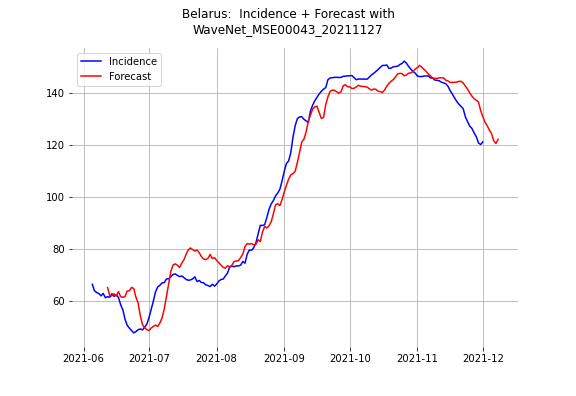 Belarus:  Incidence + Forecast with
WaveNet_MSE00043_20211127
Incidence
Forecast
140
120
100
80
60
2021-06 2021-07 2021-08 2021-09 2021-10 2021-11 2021-12